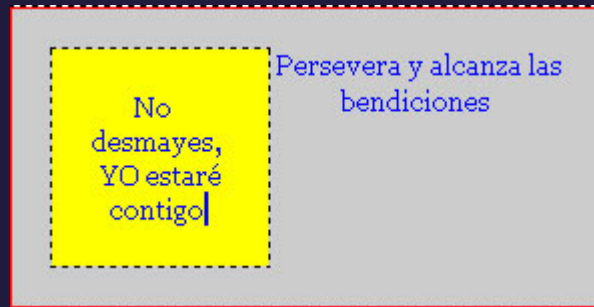 No
desmayes,
YO estaré
contigo
Persevera y alcanza las
bendiciones